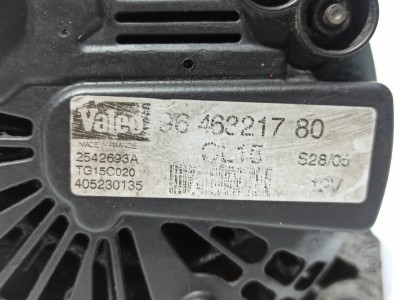 Valeo 96 463217 80
MADE IN FRANCE
2542693A CL15 S28/05
TG15C020 12V
405230135